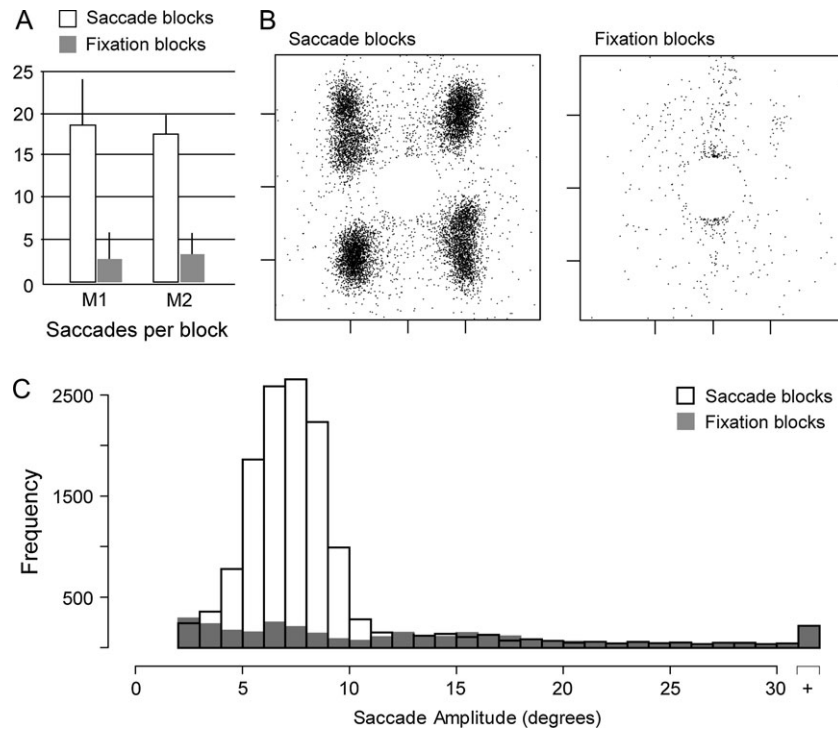 A
Saccade blocks
Fixation blocks
25
20
15
10
5
0
M1 M2
Saccades per block
B
Saccade blocks
Fixation blocks
C
Saccade blocks
Fixation blocks
2500
1500
500
Frequency
0 5 10 15 20 25 30 +
Saccade Amplitude (degrees)